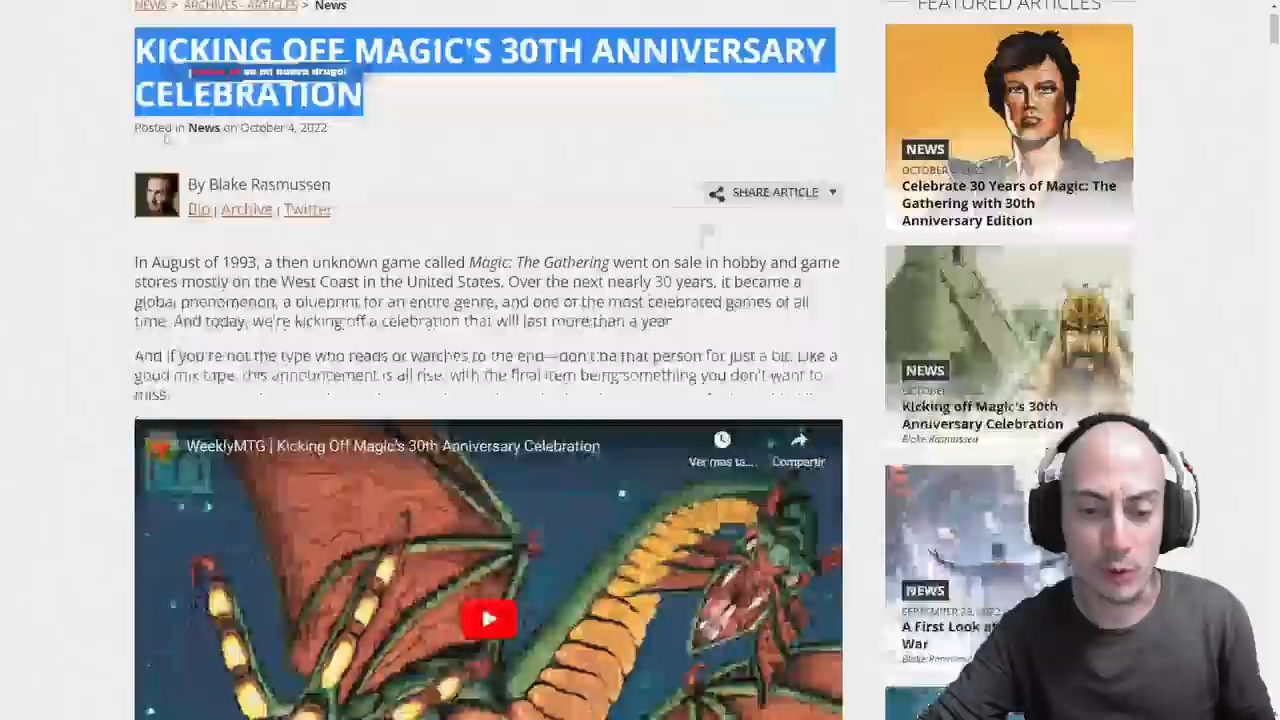 NEWS > ARCHIVES - ARTICLES > News
KICKING OFF MAGIC'S 30TH ANNIVERSARY
CELEBRATION
es mi nueva droga!
Posted in News on October 4, 2022
By Blake Rasmussen
Bio | Archive | Twitter
SHARE ARTICLE
In August of 1993, a then unknown game called Magic: The Gathering went on sale in hobby and game
stores mostly on the West Coast in the United States. Over the next nearly 30 years, it became a
global phenomenon, a blueprint for an entire genre, and one of the most celebrated games of all
time. And today, we're kicking off a celebration that will last more than a year
And if you're not the type who reads or watches to the end—don't be that person for just a bit. Like a
good mix tape, this announcement is all rise, with the final item being something you don't want to
miss.
WeeklyMTG | Kicking Off Magic's 30th Anniversary Celebration
Ver más ta...
Compartir
FEATURED ARTICLES
NEWS
OCTOBER
Celebrate 30 Years of Magic: The
Gathering with 30th
Anniversary Edition
NEWS
OCTOBER
Kicking off Magic's 30th
Anniversary Celebration
Blake Rasmussen
NEWS
SEPTEMBER 29, 2022
A First Look at
War
Blake